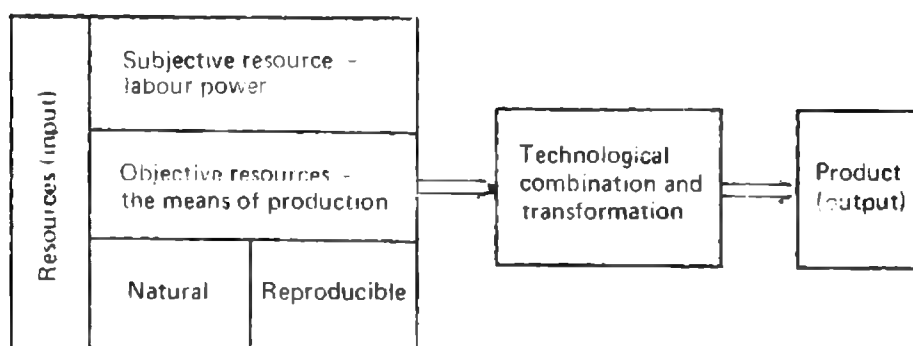 Resources (input)
Subjective resource -
labour power
Objective resources -
the means of production
Natural
Reproducible
Technological
combination and
transformation
Product
(output)